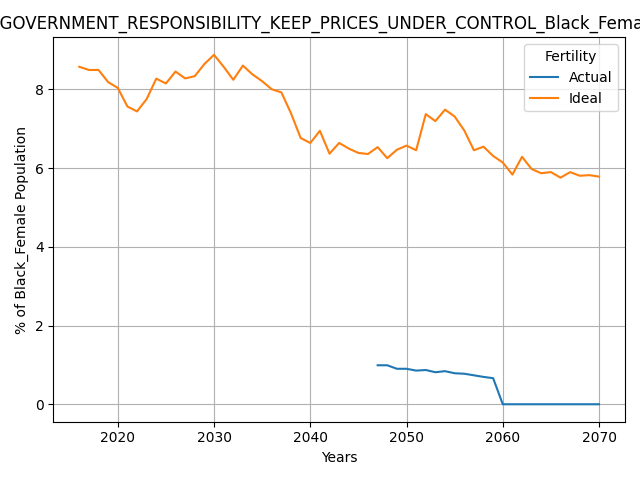 GOVERNMENT_RESPONSIBILITY_KEEP_PRICES_UNDER_CONTROL_Black_Fema
Fertility
Actual
Ideal
% of Black_Female Population
8
6
4
2
0
2020 2030 2040 2050 2060 2070
Years